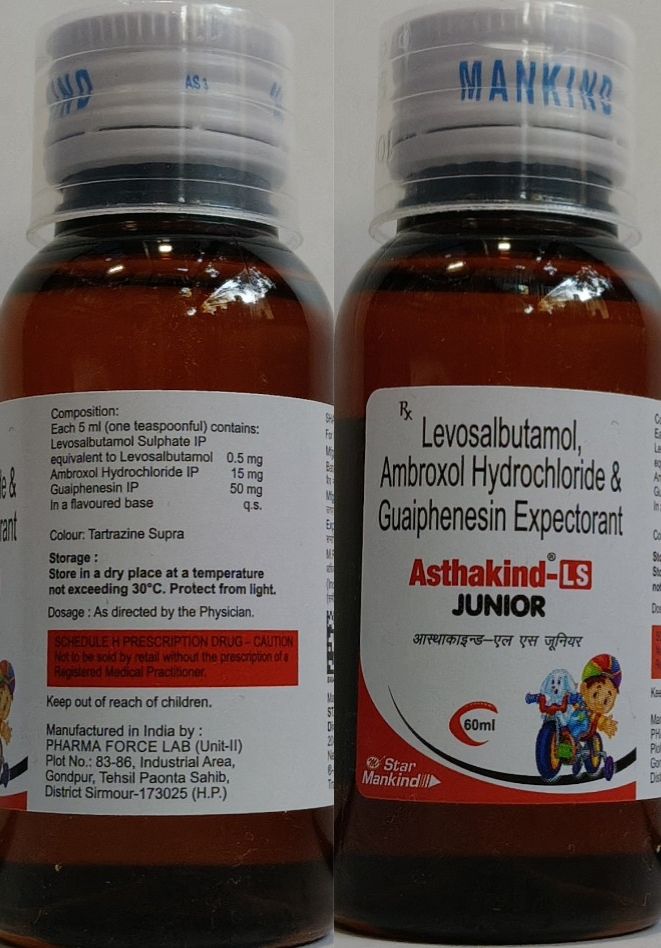 IND
AS 3
Composition:
Each 5 ml (one teaspoonful) contains:
Levosalbutamol Sulphate IP
equivalent to Levosalbutamol 0.5 mg
Ambroxol Hydrochloride IP 15 mg
Guaiphenesin IP 50 mg
In a flavoured base q.s.
Colour: Tartrazine Supra
Storage :
Store in a dry place at a temperature
not exceeding 30°C. Protect from light.
Dosage : As directed by the Physician.
SCHEDULE H PRESCRIPTION DRUG – CAUTION
Not to be sold by retail without the prescription of a
Registered Medical Practitioner.
Keep out of reach of children.
Manufactured in India by :
PHARMA FORCE LAB (Unit-II)
Plot No.: 83-86, Industrial Area,
Gondpur, Tehsil Paonta Sahib,
District Sirmour-173025 (H.P.)
MANKIND
Rx
Levosalbutamol,
Ambroxol Hydrochloride &
Guaiphenesin Expectorant
Asthakind®-LS
JUNIOR
आस्थाकाइन्ड–एल एस जूनियर
60ml
Star
Mankind